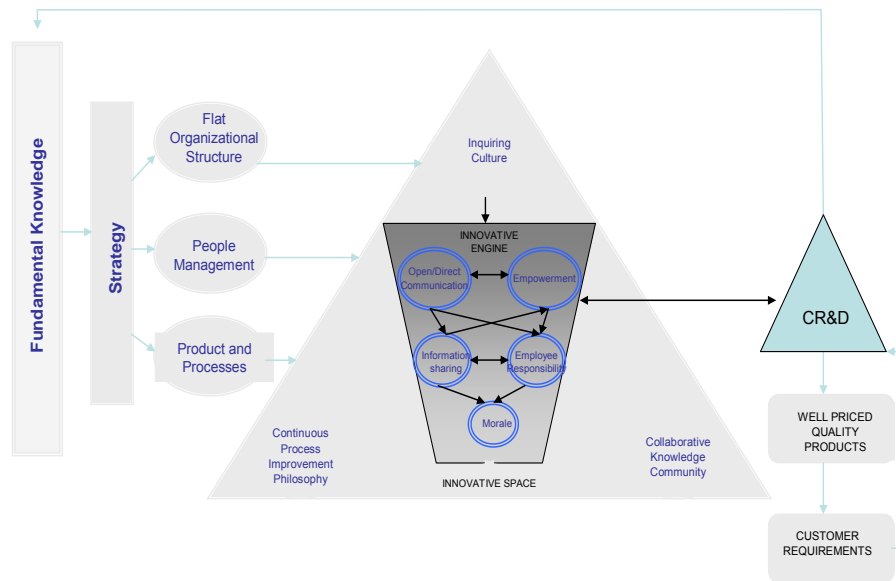 Fundamental Knowledge
Strategy
Flat
Organizational
Structure
People
Management
Product and
Processes
Inquiring
Culture
INNOVATIVE
ENGINE
Open/Direct
Communication
Empowerment
Information
sharing
Employee
Responsibility
Morale
Continuous
Process
Improvement
Philosophy
INNOVATIVE SPACE
Collaborative
Knowledge
Community
CR&D
WELL PRICED
QUALITY
PRODUCTS
CUSTOMER
REQUIREMENTS